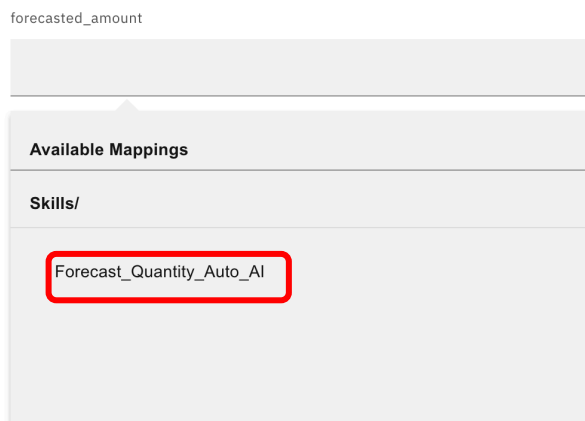 forecasted_amount
Available Mappings
Skills/
Forecast_Quantity_Auto_AI